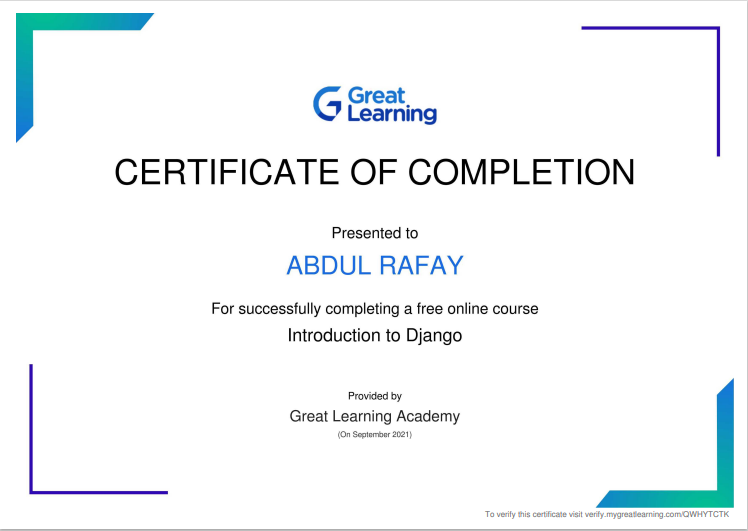 Great
Learning
CERTIFICATE OF COMPLETION
Presented to
ABDUL RAFAY
For successfully completing a free online course
Introduction to Django
Provided by
Great Learning Academy
(On September 2021)
To verify this certificate visit verify.mygreatlearning.com/QWHYTCTK